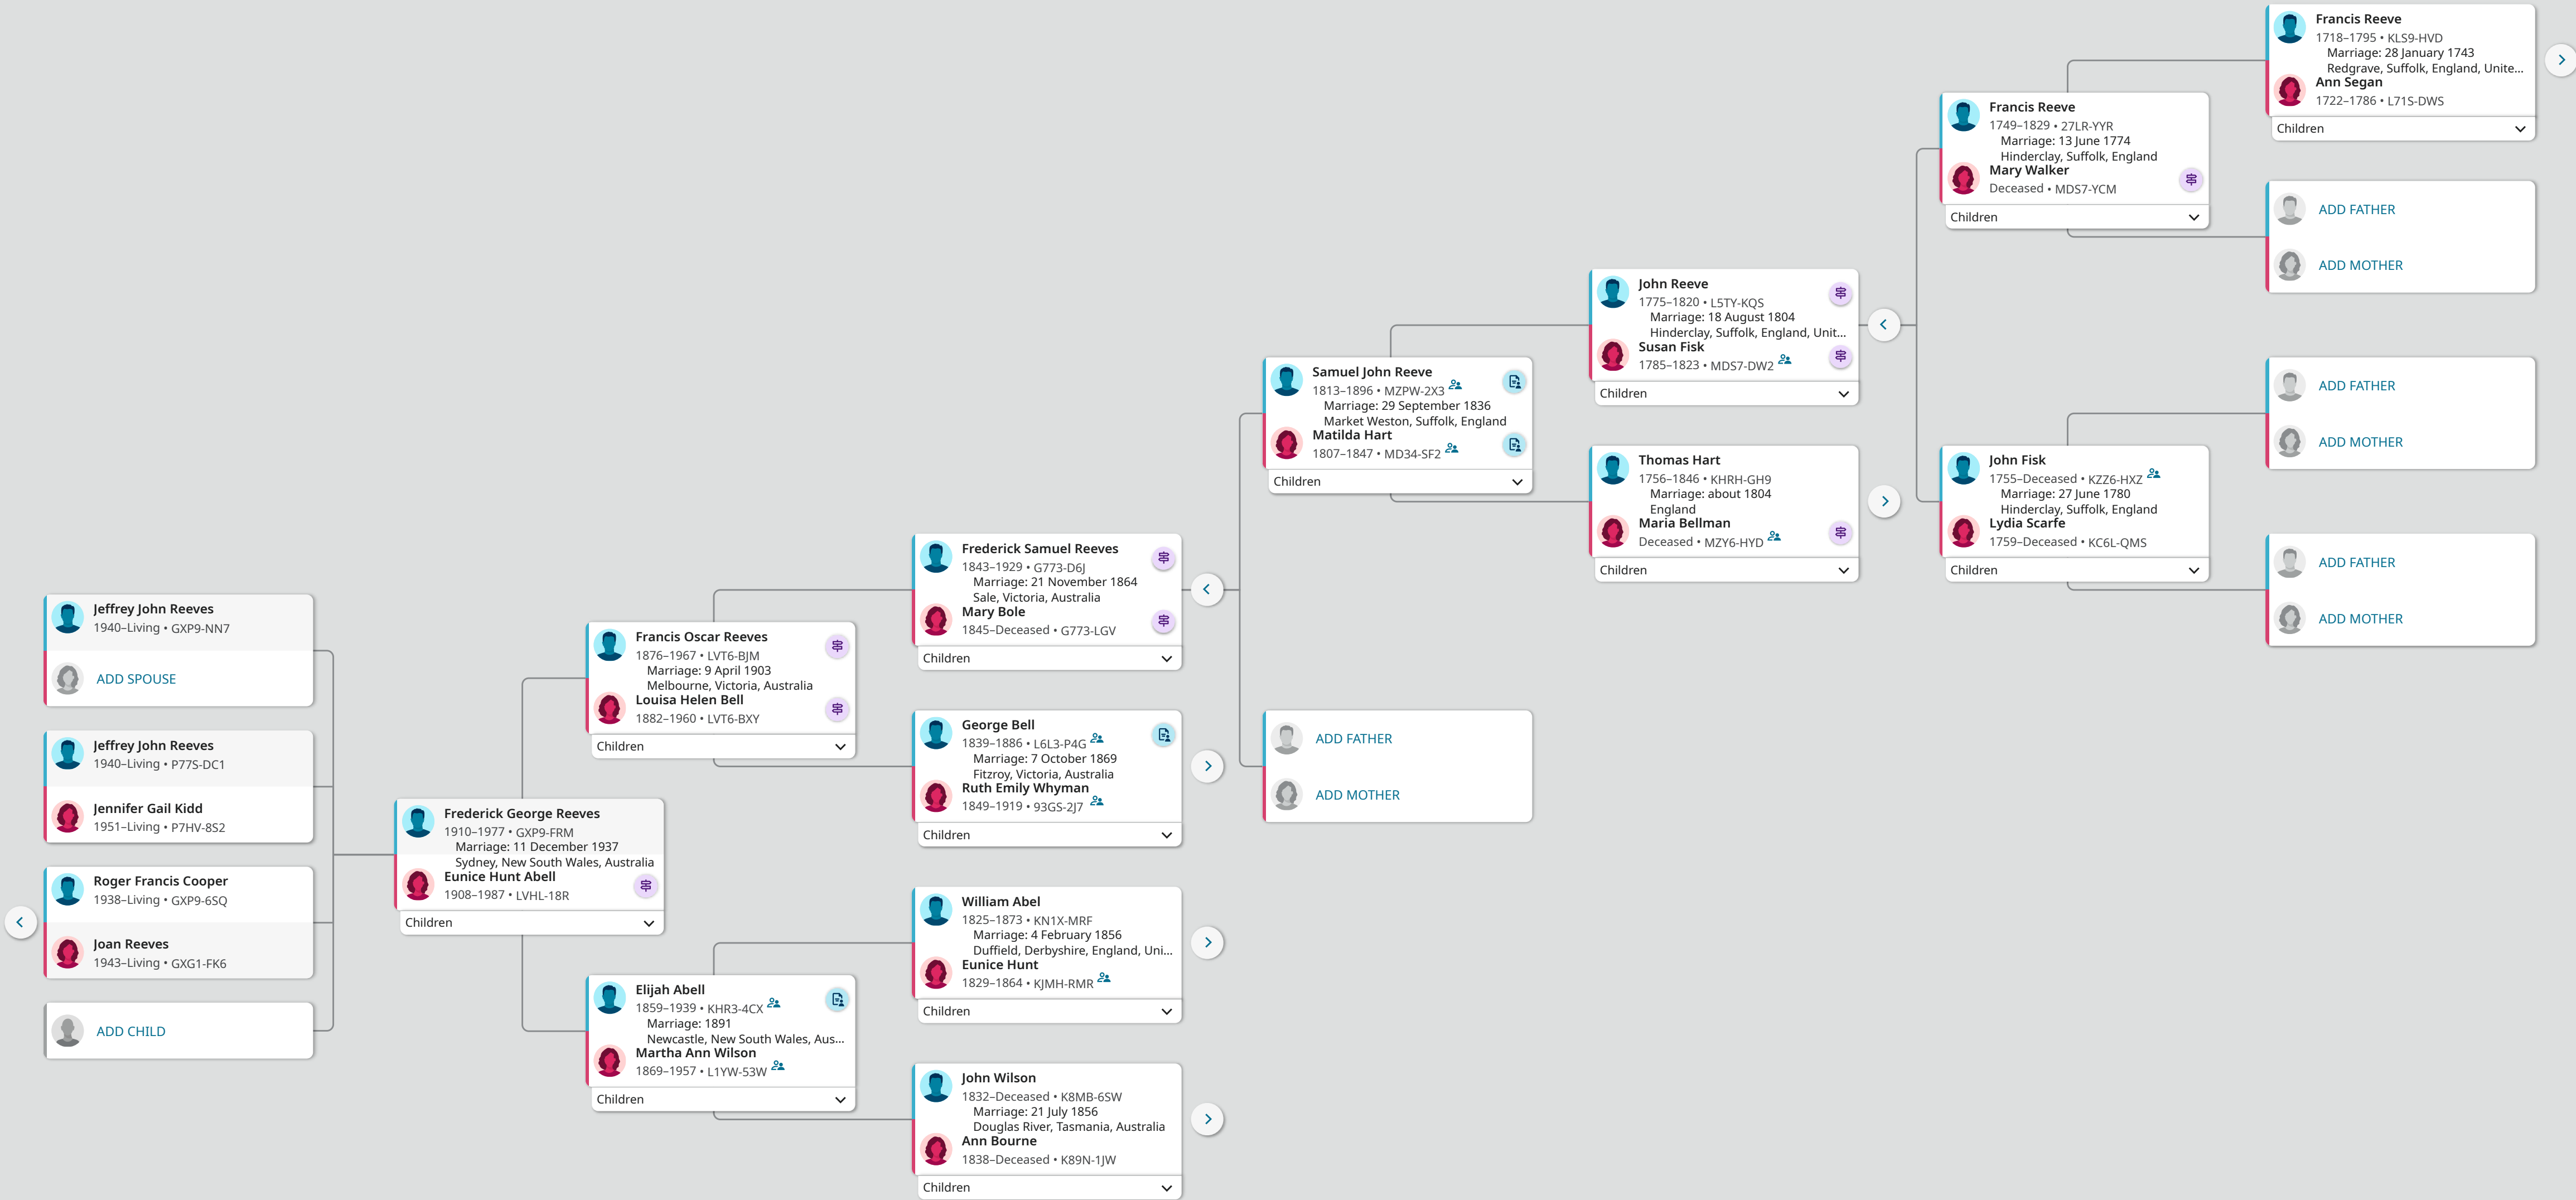 Jeffrey John Reeves
1940–Living • GXP9-NN7
ADD SPOUSE
Jeffrey John Reeves
1940–Living • P77S-DC1
Jennifer Gail Kidd
1951–Living • P7HV-8S2
Roger Francis Cooper
1938–Living • GXP9-6SQ
Joan Reeves
1943–Living • GXG1-FK6
ADD CHILD
Frederick George Reeves
1910–1977 • GXP9-FRM
Marriage: 11 December 1937
Sydney, New South Wales, Australia
Eunice Hunt Abell
1908–1987 • LVHL-18R
Children
Francis Oscar Reeves
1876–1967 • LVT6-BJM
Marriage: 9 April 1903
Melbourne, Victoria, Australia
Louisa Helen Bell
1882–1960 • LVT6-BXY
Children
Elijah Abell
1859–1939 • KHR3-4CX
Marriage: 1891
Newcastle, New South Wales, Aus...
Martha Ann Wilson
1869–1957 • L1YW-53W
Children
Frederick Samuel Reeves
1843–1929 • G773-D6J
Marriage: 21 November 1864
Sale, Victoria, Australia
Mary Bole
1845–Deceased • G773-LGV
Children
George Bell
1839–1886 • L6L3-P4G
Marriage: 7 October 1869
Fitzroy, Victoria, Australia
Ruth Emily Whyman
1849–1919 • 93GS-2J7
Children
William Abel
1825–1873 • KN1X-MRF
Marriage: 4 February 1856
Duffield, Derbyshire, England, Uni...
Eunice Hunt
1829–1864 • KJMH-RMR
Children
John Wilson
1832–Deceased • K8MB-6SW
Marriage: 21 July 1856
Douglas River, Tasmania, Australia
Ann Bourne
1838–Deceased • K89N-1JW
Children
Samuel John Reeve
1813–1896 • MZPW-2X3
Marriage: 29 September 1836
Market Weston, Suffolk, England
Matilda Hart
1807–1847 • MD34-SF2
Children
ADD FATHER
ADD MOTHER
John Reeve
1775–1820 • L5TY-KQS
Marriage: 18 August 1804
Hinderclay, Suffolk, England, Unit...
Susan Fisk
1785–1823 • MDS7-DW2
Children
Thomas Hart
1756–1846 • KHRH-GH9
Marriage: about 1804
England
Maria Bellman
Deceased • MZY6-HYD
Children
Francis Reeve
1749–1829 • 27LR-YYR
Marriage: 13 June 1774
Hinderclay, Suffolk, England
Mary Walker
Deceased • MDS7-YCM
Children
John Fisk
1755–Deceased • KZZ6-HXZ
Marriage: 27 June 1780
Hinderclay, Suffolk, England
Lydia Scarfe
1759–Deceased • KC6L-QMS
Children
Francis Reeve
1718–1795 • KLS9-HVD
Marriage: 28 January 1743
Redgrave, Suffolk, England, Unite...
Ann Segan
1722–1786 • L71S-DWS
Children
ADD FATHER
ADD MOTHER
ADD FATHER
ADD MOTHER
ADD FATHER
ADD MOTHER